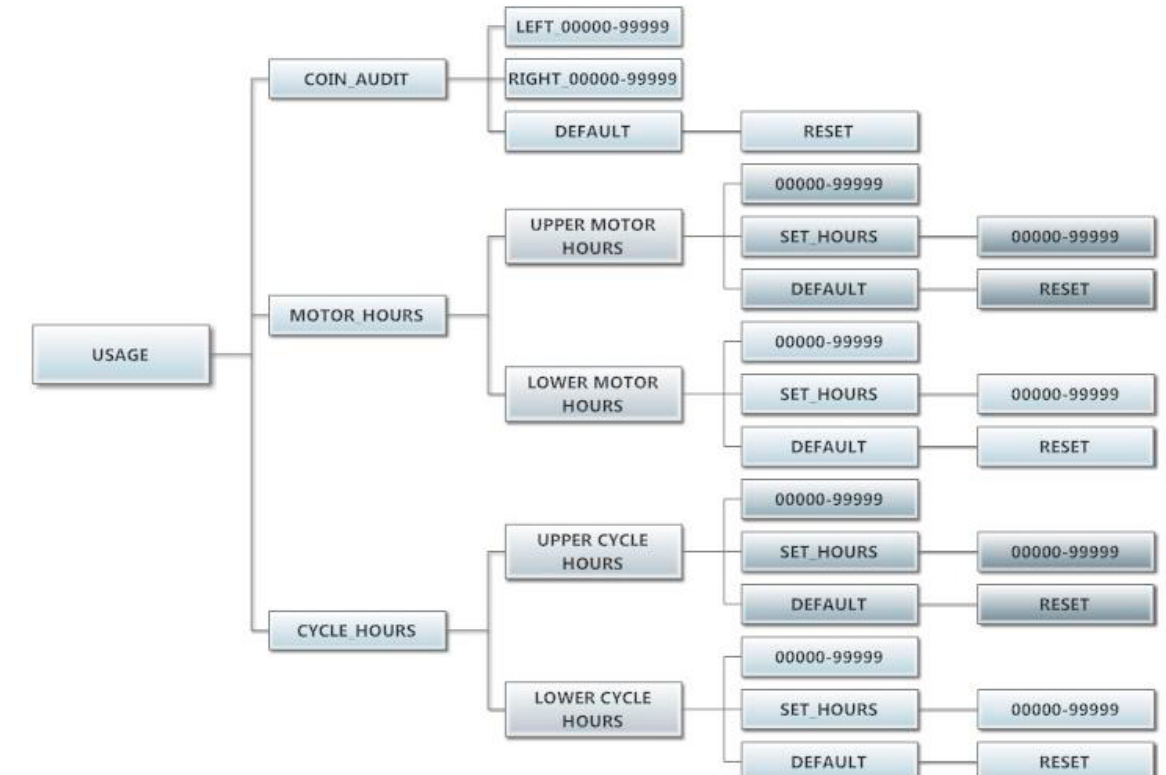 LEFT_00000-99999
COIN_AUDIT
RIGHT_00000-99999
DEFAULT
RESET
00000-99999
UPPER MOTOR
HOURS
SET_HOURS
00000-99999
DEFAULT
RESET
MOTOR_HOURS
00000-99999
USAGE
LOWER MOTOR
HOURS
SET_HOURS
00000-99999
DEFAULT
RESET
00000-99999
UPPER CYCLE
HOURS
SET_HOURS
00000-99999
DEFAULT
RESET
CYCLE_HOURS
00000-99999
LOWER CYCLE
HOURS
SET_HOURS
00000-99999
DEFAULT
RESET